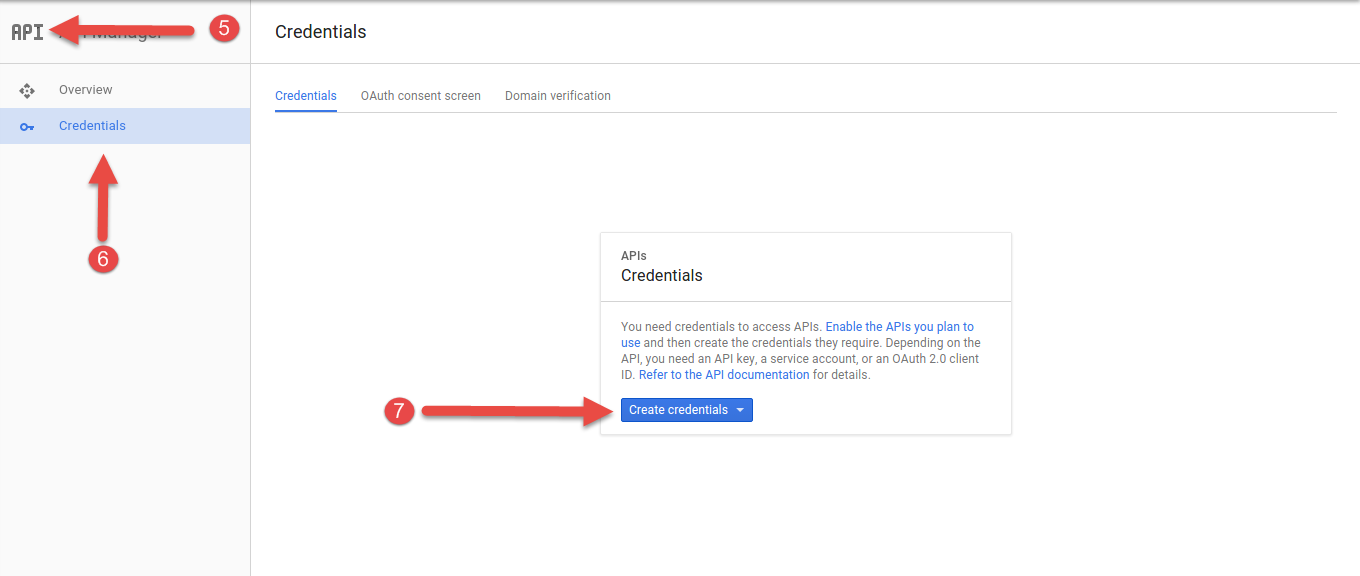 API
API Manager
5
Credentials
Overview
Credentials
6
Credentials OAuth consent screen Domain verification
APIs
Credentials
You need credentials to access APIs. Enable the APIs you plan to
use and then create the credentials they require. Depending on the
API, you need an API key, a service account, or an OAuth 2.0 client
ID. Refer to the API documentation for details.
7
Create credentials